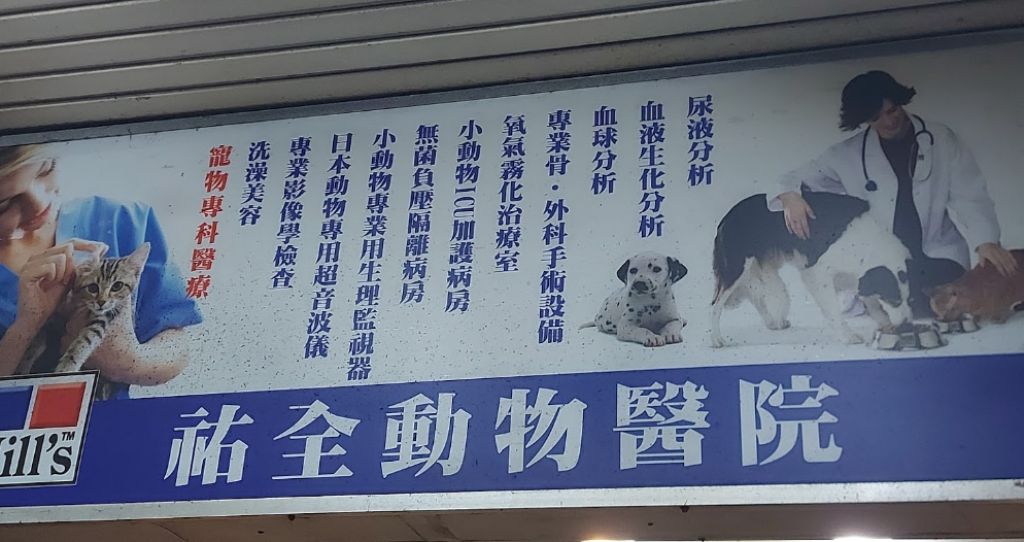 尿液分析
血液生化分析
血球分析
專業骨·外科手術設備
氧氣霧化治療室
小動物ICU加護病房
無菌負壓隔離病房
小動物專業用生理監視器
日本動物專用超音波儀
專業影像學檢查
洗澡美容
寵物專科醫療
祐全動物醫院
ill's™